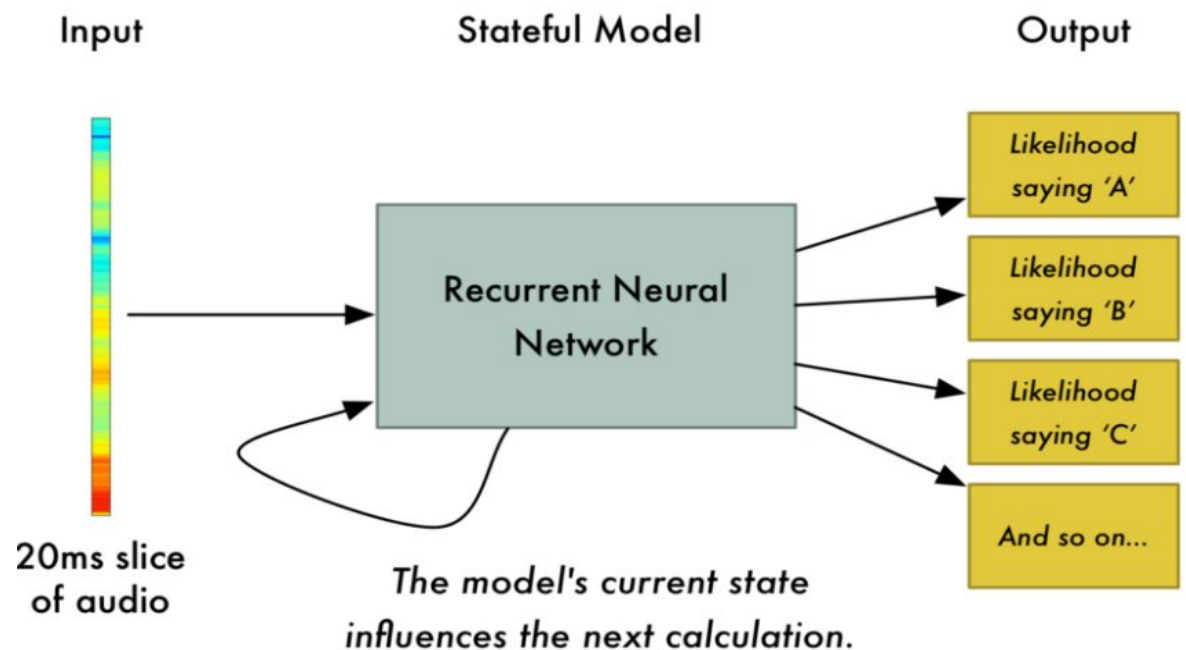 Input
Stateful Model
Output
Likelihood
saying ‘A’
Likelihood
saying ‘B’
Recurrent Neural
Network
Likelihood
saying ‘C’
And so on...
20ms slice
of audio
The model's current state
influences the next calculation.